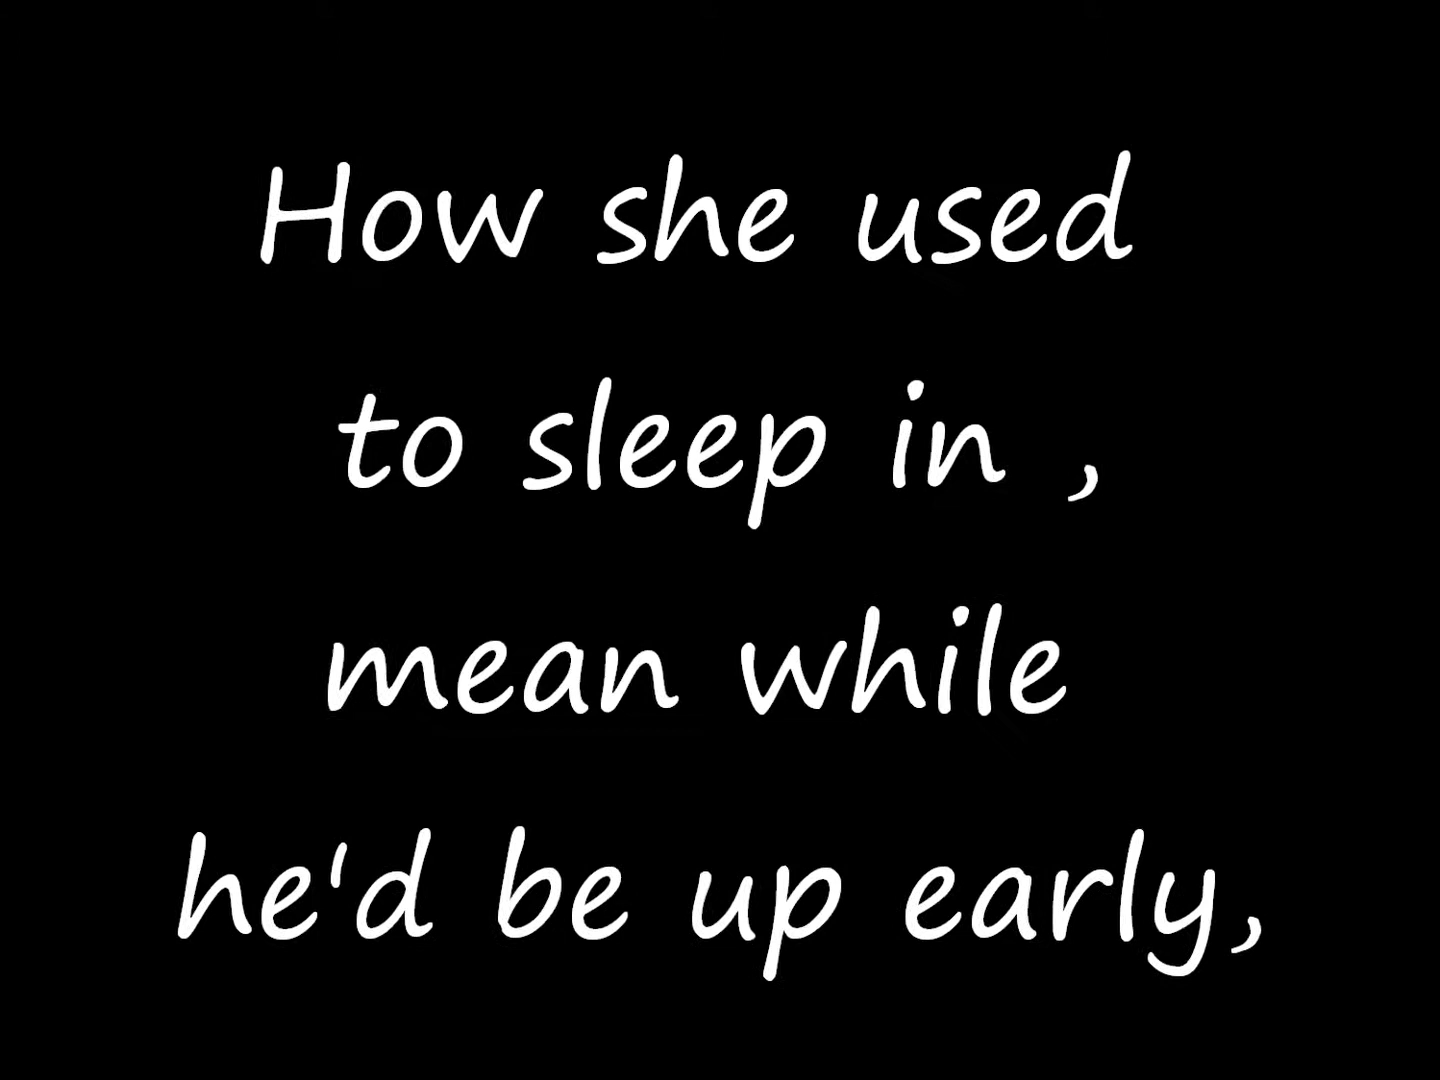 How she used
to sleep in ,
mean while
he'd be up early,